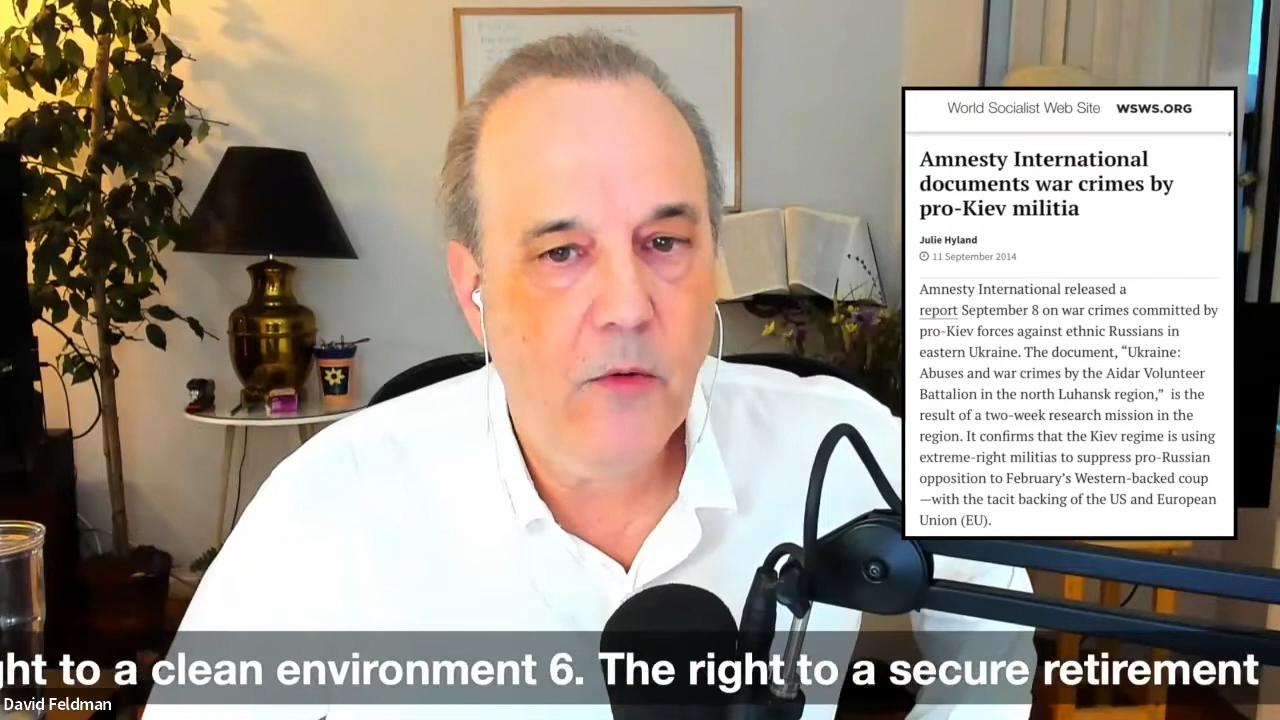 World Socialist Web Site WSWS.ORG
Amnesty International
documents war crimes by
pro-Kiev militia
Julie Hyland
11 September 2014
Amnesty International released a
report September 8 on war crimes committed by
pro-Kiev forces against ethnic Russians in
eastern Ukraine. The document, “Ukraine:
Abuses and war crimes by the Aidar Volunteer
Battalion in the north Luhansk region,” is the
result of a two-week research mission in the
region. It confirms that the Kiev regime is using
extreme-right militias to suppress pro-Russian
opposition to February’s Western-backed coup
—with the tacit backing of the US and European
Union (EU).
ght to a clean environment 6. The right to a secure retirement
David Feldman